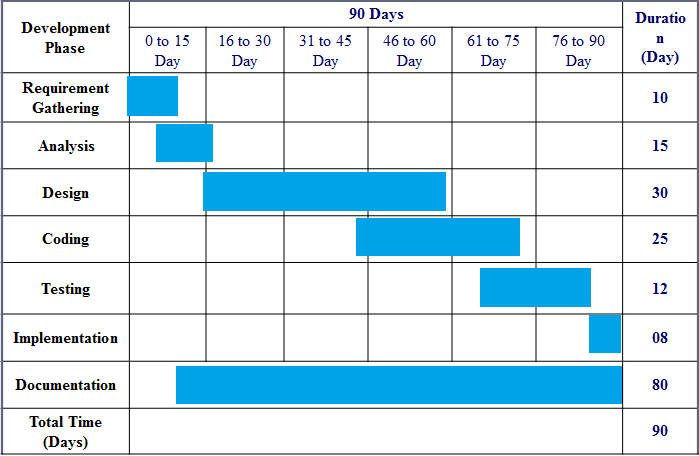 Development
Phase
90 Days
Duratio
n
(Day)
0 to 15
Day
16 to 30
Day
31 to 45
Day
46 to 60
Day
61 to 75
Day
76 to 90
Day
Requirement
Gathering
10
Analysis
15
Design
30
Coding
25
Testing
12
Implementation
08
Documentation
80
Total Time
(Days)
90